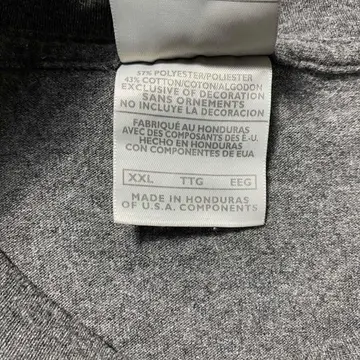 57% POLYESTER/POLIESTER
43% COTTON/COTON/ALGODON
EXCLUSIVE OF DECORATION
SANS ORNEMENTS
NO INCLUYE LA DECORACION
FABRIQUÉ AU HONDURAS
AVEC DES COMPOSANTS DES É.-U.
HECHO EN HONDURAS
CON COMPONENTES DE EUA
XXL TTG EEG
MADE IN HONDURAS
OF U.S.A. COMPONENTS